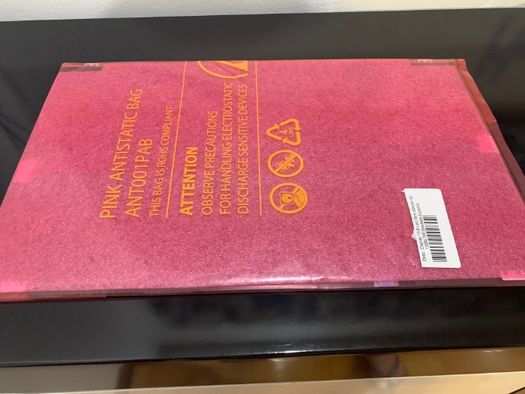 PINK ANTISTATIC BAG
ANT001PAB
THIS BAG IS ROHS COMPLIANT
ATTENTION
OBSERVE PRECAUTIONS
FOR HANDLING ELECTROSTATIC
DISCHARGE SENSITIVE DEVICES